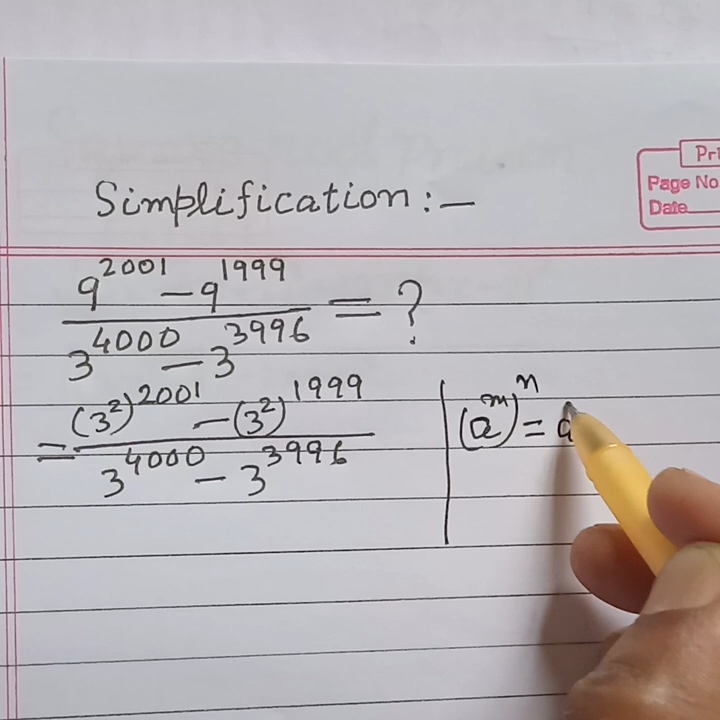 Pri
Page No
Date
Simplification : —
9^2001 - 9^1999
3^4000 - 3^3996
= ?
= (3^2)^2001 - (3^2)^1999
3^4000 - 3^3996
(a^m)^n = a